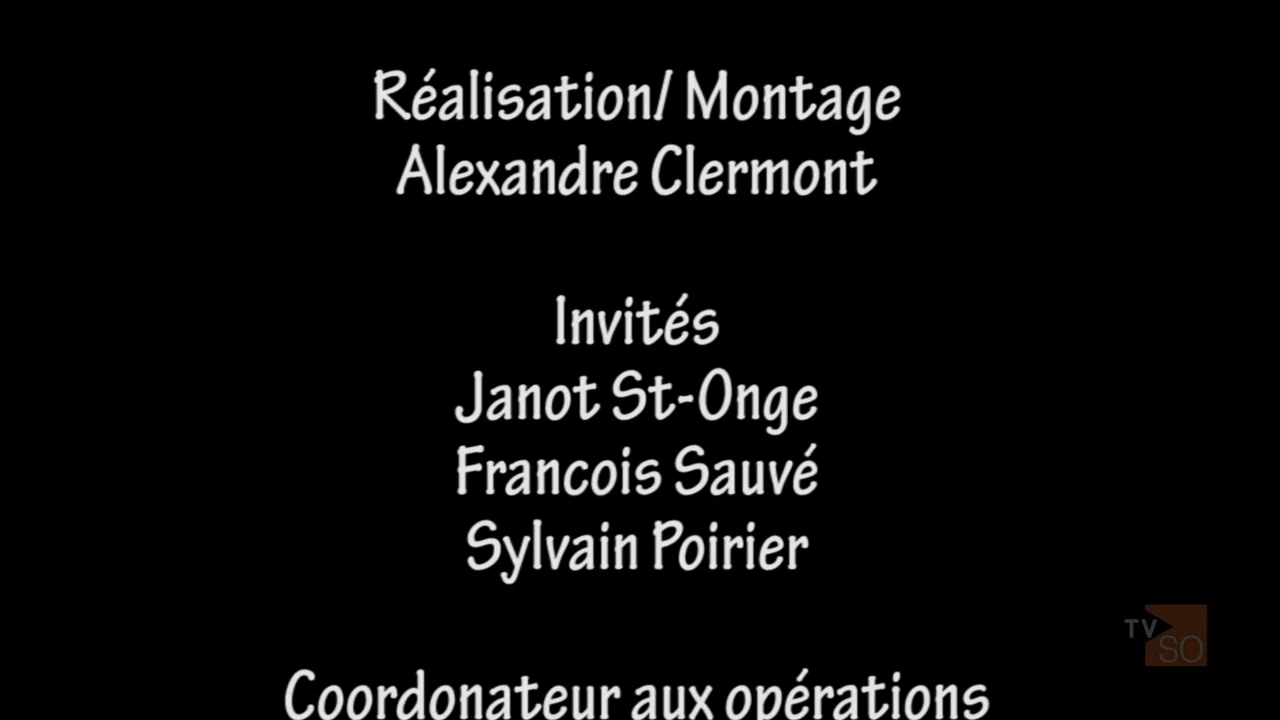 Réalisation/ Montage
Alexandre Clermont
Invités
Janot St-Onge
Francois Sauvé
Sylvain Poirier
TV
SO
Coordonateur aux opérations